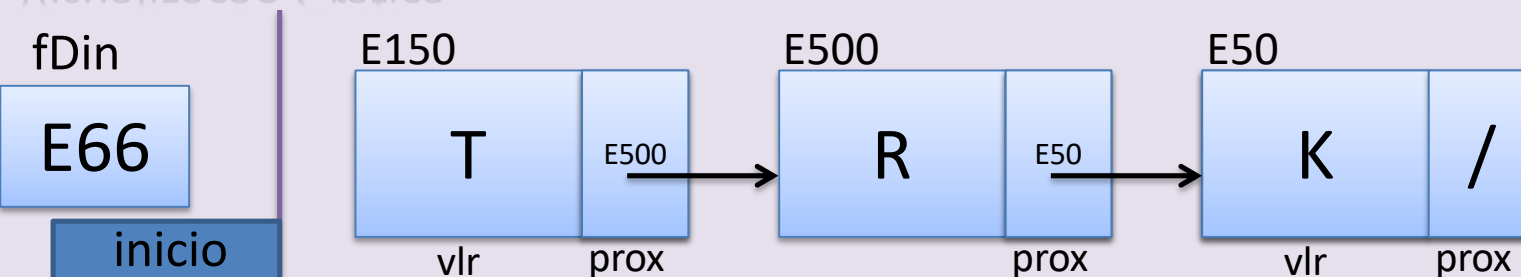 fDin
E66
inicio
E150
T E500
vlr prox
E500
R E50
prox
E50
K /
vlr prox